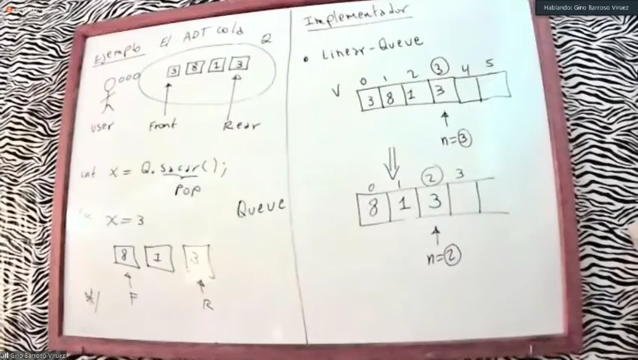 Hablando: Gino Barroso Viruez
Ejemplo El ADT Cola
Q
3 8 1 3
user Front Rear
int x = Q.sacar();
Pop
x = 3
Queue
8 1 3
*/ F R
Implementador
• Linear-Queue
0 1 2 3 4 5
V 3 8 1 3
n=3
0 1 2 3
8 1 3
n=2
Gino Barroso Viruez